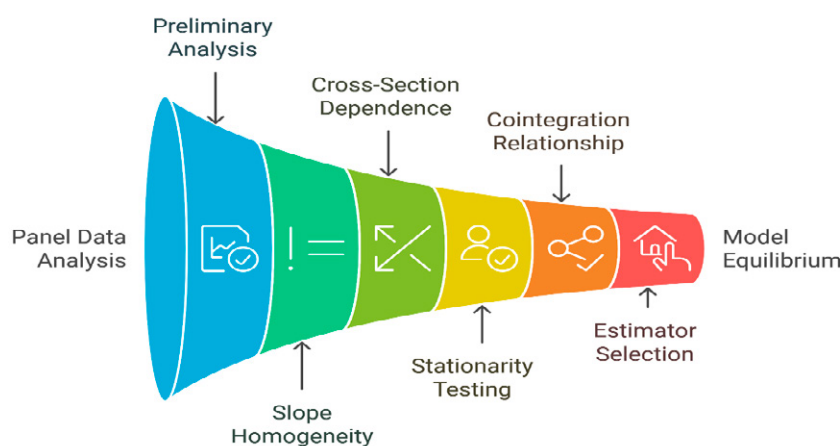 Preliminary
Analysis
Cross-Section
Dependence
Cointegration
Relationship
Panel Data
Analysis
! =
Model
Equilibrium
Estimator
Selection
Stationarity
Testing
Slope
Homogeneity